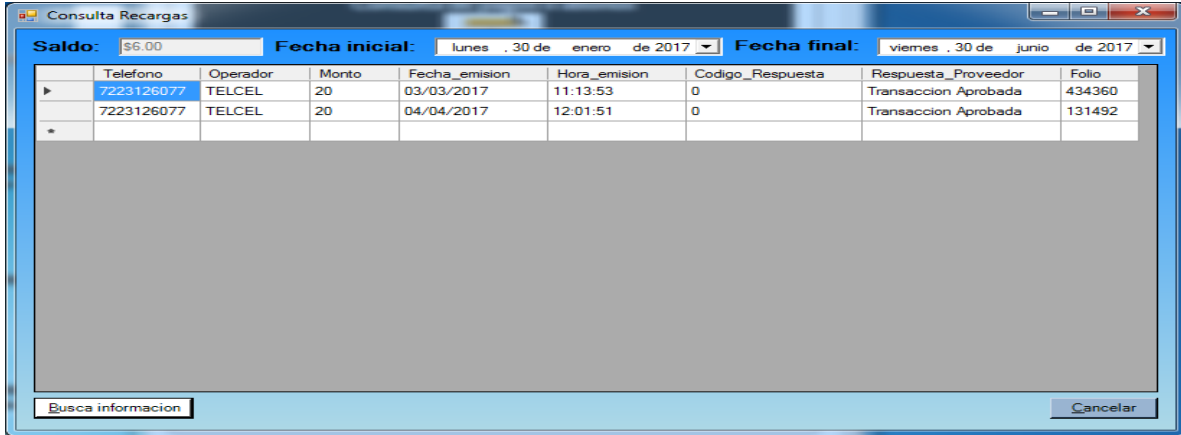 Consulta Recargas
Saldo: $6.00 Fecha inicial: lunes , 30 de enero de 2017 Fecha final: viernes , 30 de junio de 2017
Telefono Operador Monto Fecha_emision Hora_emision Codigo_Respuesta Respuesta_Proveedor Folio
7223126077 TELCEL 20 03/03/2017 11:13:53 0 Transaccion Aprobada 434360
7223126077 TELCEL 20 04/04/2017 12:01:51 0 Transaccion Aprobada 131492
Busca informacion Cancelar